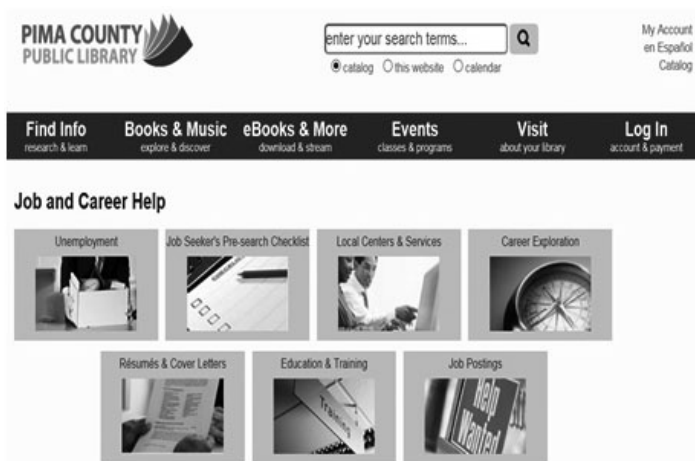 PIMA COUNTY
PUBLIC LIBRARY
enter your search terms...
catalog this website calendar
My Account
en Español
Catalog
Find Info Books & Music eBooks & More Events Visit Log In
research & learn explore & discover download & stream classes & programs about your library account & payment
Job and Career Help
Unemployment Job Seeker's Pre-search Checklist Local Centers & Services Career Exploration
Résumés & Cover Letters Education & Training Job Postings
Training
Help
Wanted!